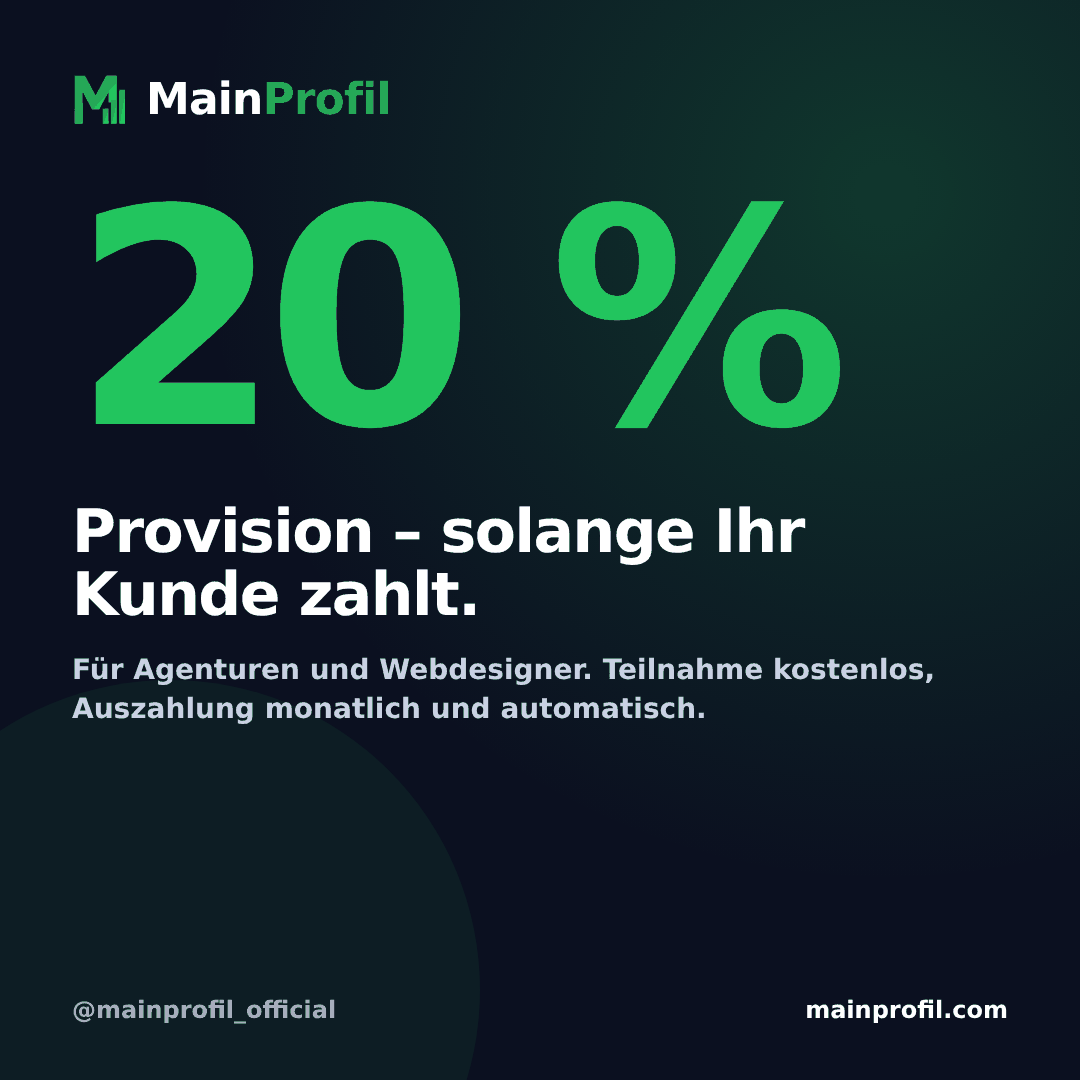 MainProfil
20 %
Provision – solange Ihr
Kunde zahlt.
Für Agenturen und Webdesigner. Teilnahme kostenlos,
Auszahlung monatlich und automatisch.
@mainprofil_official
mainprofil.com